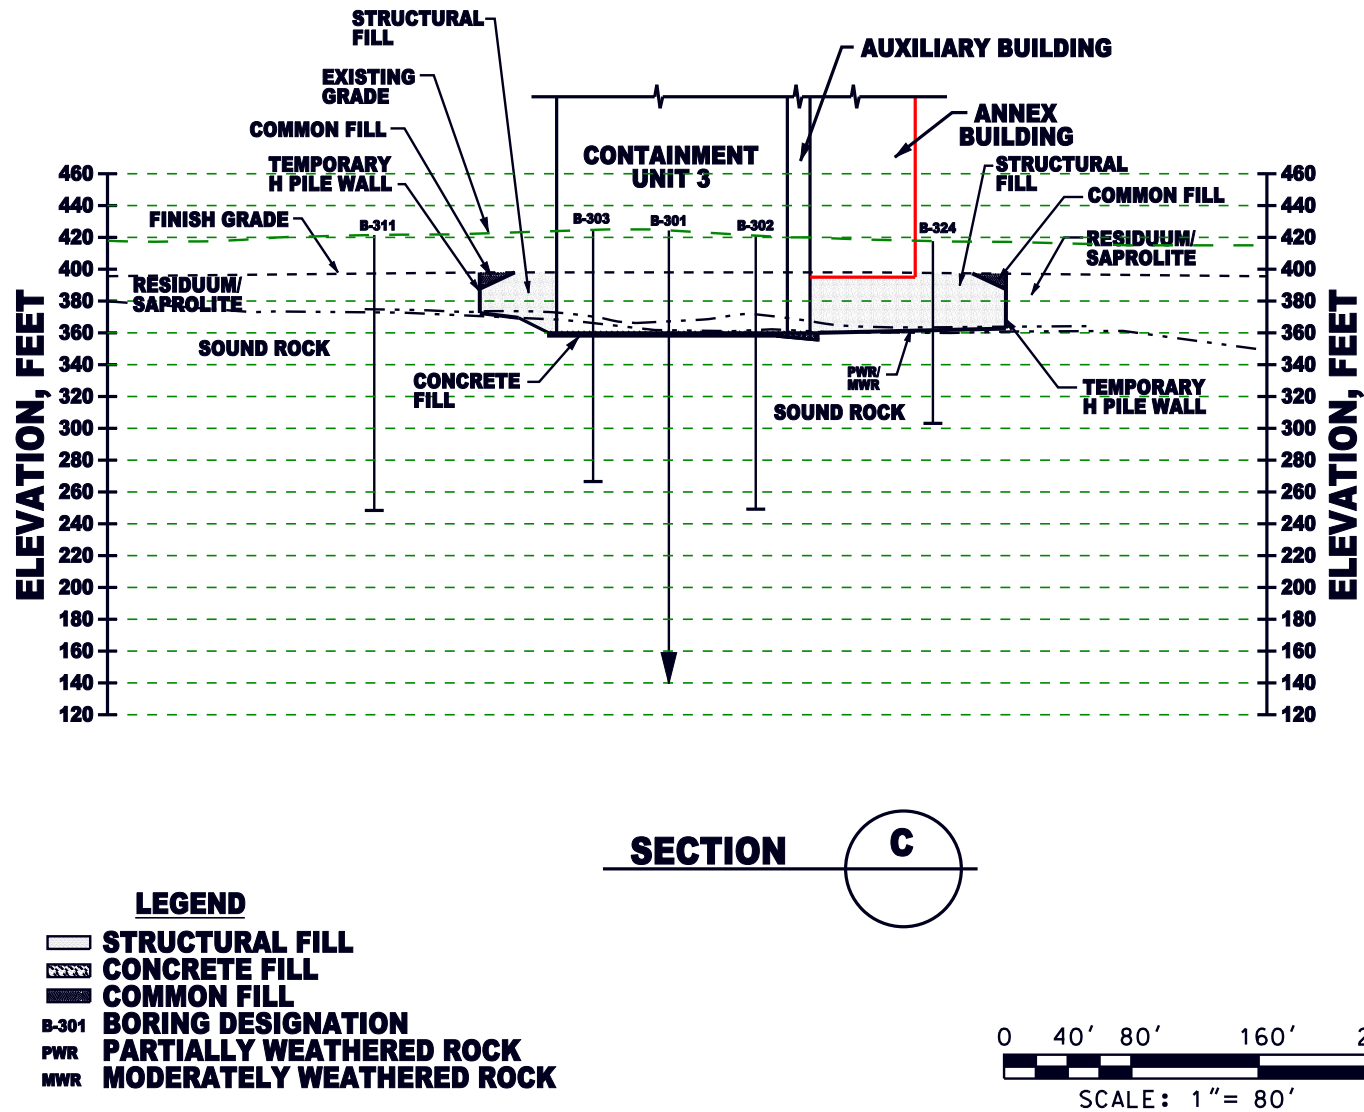 STRUCTURAL
FILL
AUXILIARY BUILDING
EXISTING
GRADE
ANNEX
BUILDING
COMMON FILL
CONTAINMENT
UNIT 3
TEMPORARY
H PILE WALL
STRUCTURAL
FILL
COMMON FILL
FINISH GRADE
B-311
B-303
B-301
B-302
B-324
RESIDUUM/
SAPROLITE
RESIDUUM/
SAPROLITE
SOUND ROCK
CONCRETE
FILL
PWR/
MWR
SOUND ROCK
TEMPORARY
H PILE WALL
ELEVATION, FEET
460
440
420
400
380
360
340
320
300
280
260
240
220
200
180
160
140
120
460
440
420
400
380
360
340
320
300
280
260
240
220
200
180
160
140
120
ELEVATION, FEET
SECTION C
LEGEND
STRUCTURAL FILL
CONCRETE FILL
COMMON FILL
B-301 BORING DESIGNATION
PWR PARTIALLY WEATHERED ROCK
MWR MODERATELY WEATHERED ROCK
0 40' 80' 160' 2
SCALE: 1"= 80'